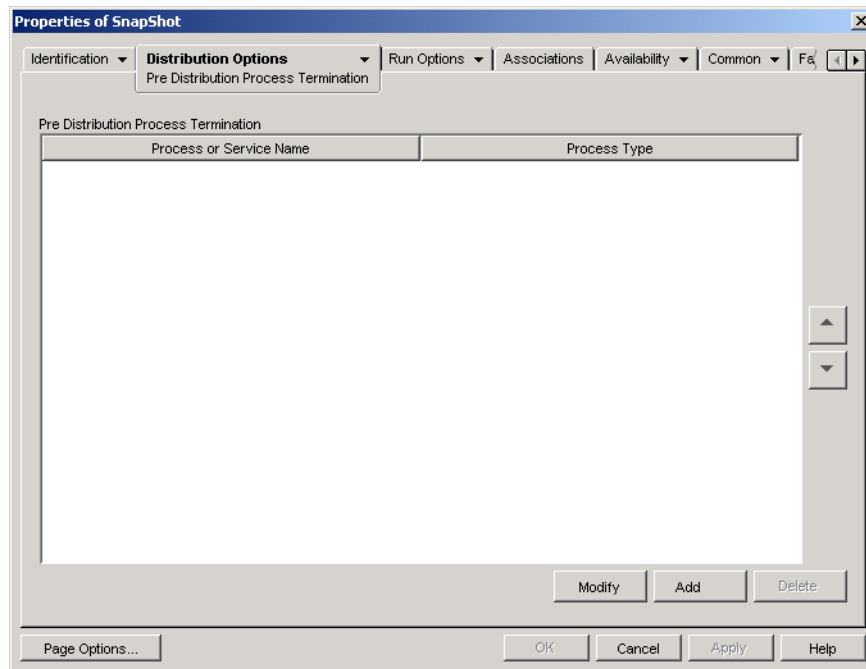 Properties of SnapShot
Identification Distribution Options Run Options Associations Availability Common Fa
Pre Distribution Process Termination
Pre Distribution Process Termination
Process or Service Name Process Type
Modify Add Delete
Page Options... OK Cancel Apply Help